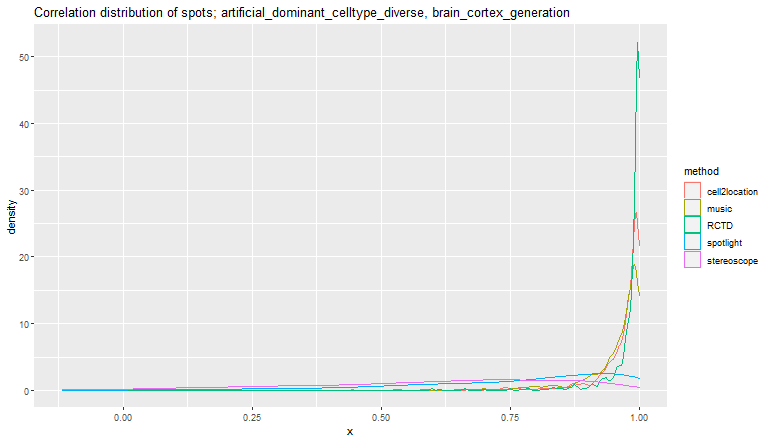 Correlation distribution of spots; artificial_dominant_celltype_diverse, brain_cortex_generation
50
40
30
20
10
0
density
0.00 0.25 0.50 0.75 1.00
x
method
cell2location
music
RCTD
spotlight
stereoscope